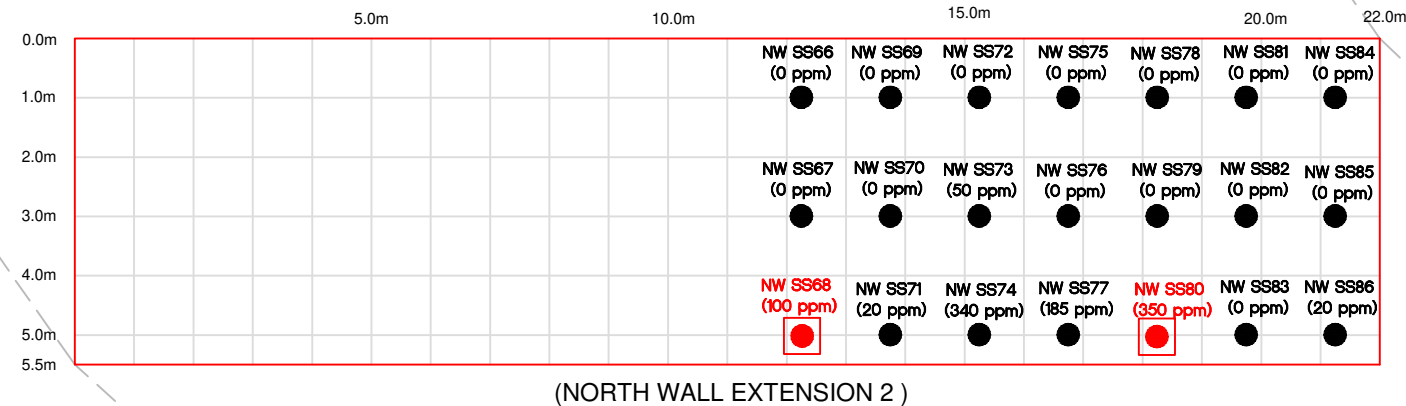 5.0m 10.0m 15.0m 20.0m 22.0m
0.0m
NW SS66 NW SS69 NW SS72 NW SS75 NW SS78 NW SS81 NW SS84
(0 ppm) (0 ppm) (0 ppm) (0 ppm) (0 ppm) (0 ppm) (0 ppm)
1.0m
2.0m
NW SS67 NW SS70 NW SS73 NW SS76 NW SS79 NW SS82 NW SS85
(0 ppm) (0 ppm) (50 ppm) (0 ppm) (0 ppm) (0 ppm) (0 ppm)
3.0m
4.0m
NW SS68 NW SS71 NW SS74 NW SS77 NW SS80 NW SS83 NW SS86
(100 ppm) (20 ppm) (340 ppm) (185 ppm) (350 ppm) (0 ppm) (20 ppm)
5.0m
5.5m
(NORTH WALL EXTENSION 2 )